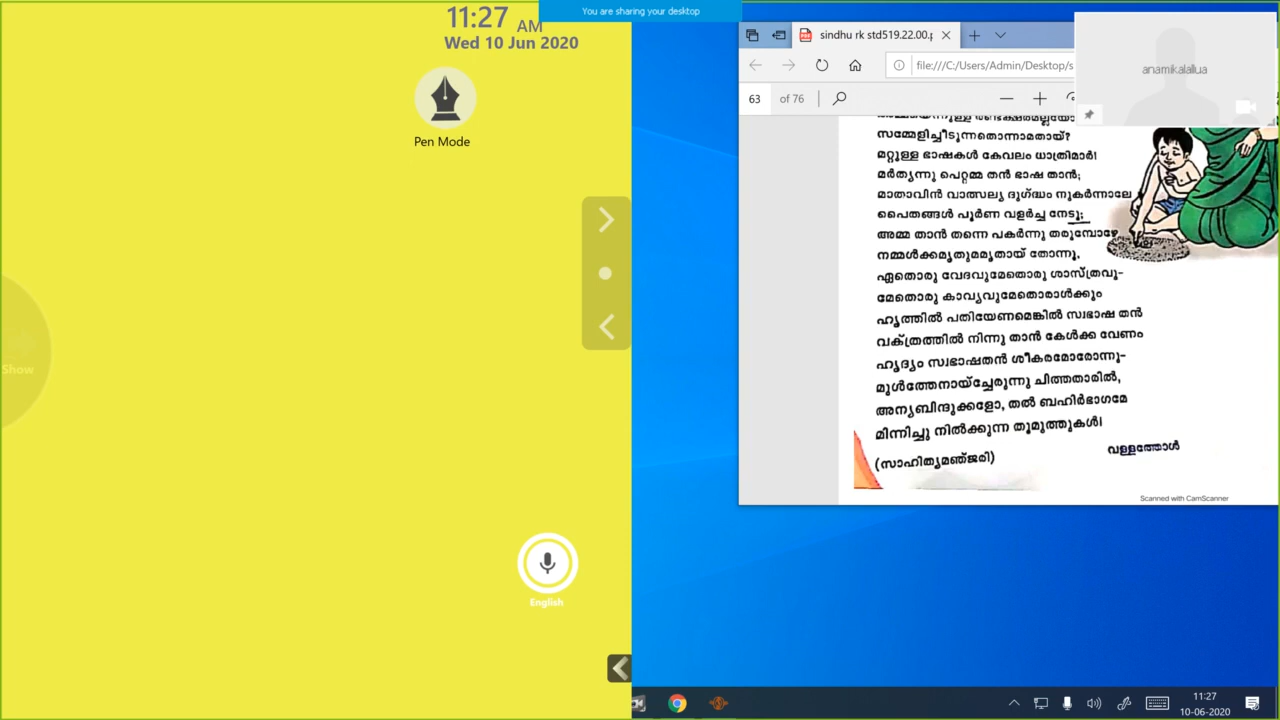 You are sharing your desktop
11:27 AM
Wed 10 Jun 2020
Pen Mode
Show
English
sindhu rk std519.22.00.p
file:///C:/Users/Admin/Desktop/s
63 of 76
anamikalallua
സമ്മേളിച്ചീടുന്നതൊന്നാമതായ്?
മറ്റുള്ള ഭാഷകൾ കേവലം ധാത്രിമാർ!
മർത്യന്നു പെറ്റമ്മ തൻ ഭാഷ താൻ;
മാതാവിൻ വാത്സല്യ ദുഗ്ദ്ധം നുകർന്നാലേ
പൈതങ്ങൾ പൂർണ വളർച്ച നേടൂ;
അമ്മ താൻ തന്നെ പകർന്നു തരുമ്പോഴേ
നമ്മൾക്കമൃതുമമൃതായ് തോന്നൂ,
ഏതൊരു വേദവുമേതൊരു ശാസ്ത്രവു-
മേതൊരു കാവ്യവുമേതൊരാൾക്കും
ഹൃത്തിൽ പതിയേണമെങ്കിൽ സ്വഭാഷ തൻ
വക്ത്രത്തിൽ നിന്നു താൻ കേൾക്ക വേണം
ഹൃദ്യം സ്വഭാഷതൻ ശീകരമോരോന്നു-
മുൾത്തേനായ്ച്ചേരുന്നു ചിത്തതാരിൽ,
അന്യബിന്ദുക്കളോ, തൽ ബഹിർഭാഗമേ
മിന്നിച്ചു നിൽക്കുന്ന തൂമുത്തുകൾ!
(സാഹിത്യമഞ്ജരി) വള്ളത്തോൾ
Scanned with CamScanner
11:27
10-06-2020